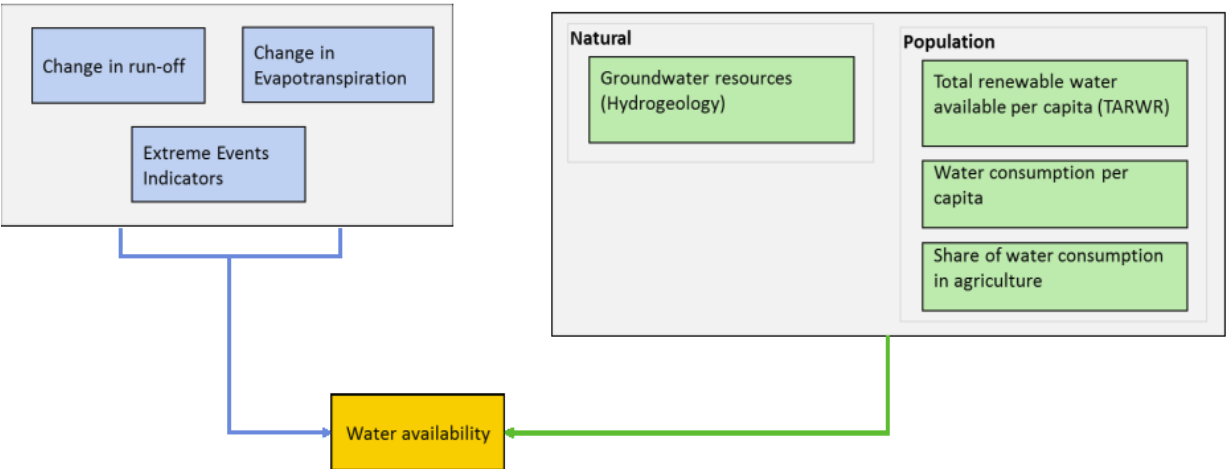 Change in run-off
Change in
Evapotranspiration
Extreme Events
Indicators
Natural
Groundwater resources
(Hydrogeology)
Population
Total renewable water
available per capita (TARWR)
Water consumption per
capita
Share of water consumption
in agriculture
Water availability